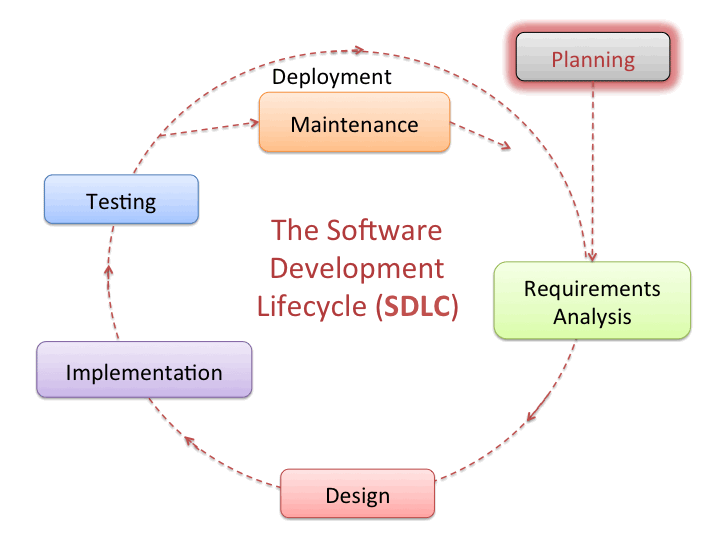 Planning
Deployment
Maintenance
Testing
The Software
Development
Lifecycle (SDLC)
Requirements
Analysis
Implementation
Design